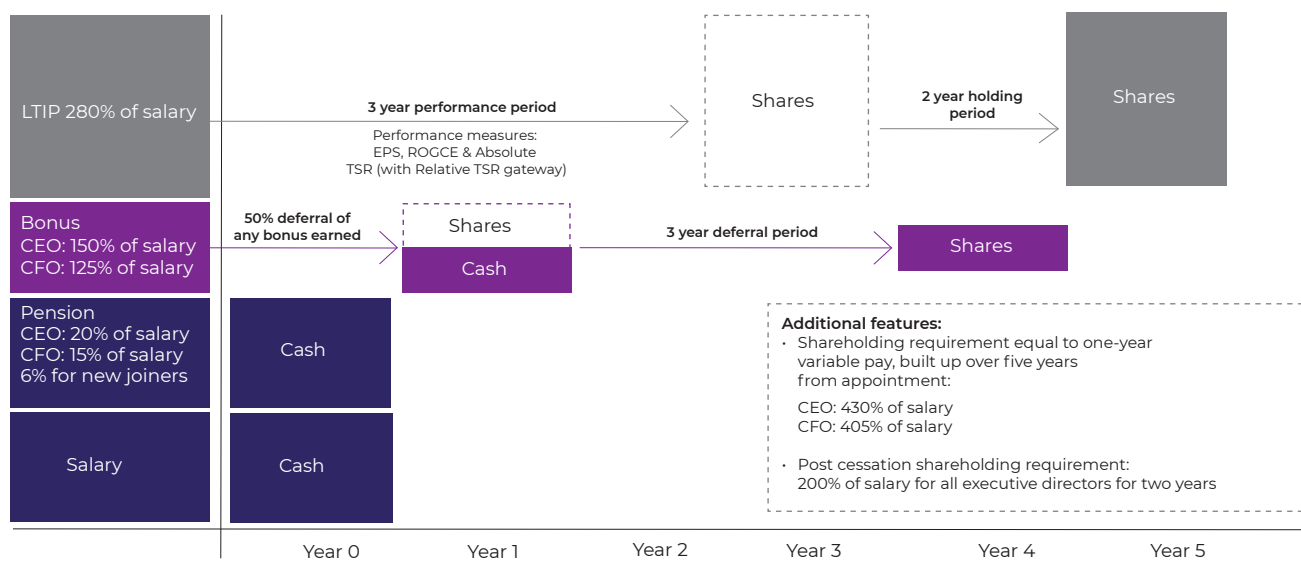 LTIP 280% of salary
3 year performance period
Performance measures:
EPS, ROGCE & Absolute
TSR (with Relative TSR gateway)
Shares
2 year holding
period
Shares
Bonus
CEO: 150% of salary
CFO: 125% of salary
50% deferral of
any bonus earned
Shares
Cash
3 year deferral period
Shares
Pension
CEO: 20% of salary
CFO: 15% of salary
6% for new joiners
Cash
Salary
Cash
Additional features:
• Shareholding requirement equal to one-year
variable pay, built up over five years
from appointment:
CEO: 430% of salary
CFO: 405% of salary
• Post cessation shareholding requirement:
200% of salary for all executive directors for two years
Year 0
Year 1
Year 2
Year 3
Year 4
Year 5